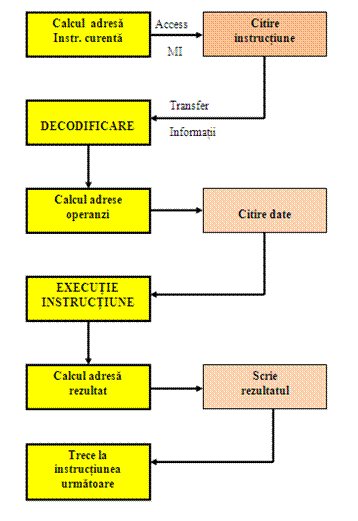 Calcul adresă
Instr. curentă
Access
MI
Citire
instrucțiune
Transfer
Informații
DECODIFICARE
Calcul adrese
operanzi
Citire date
EXECUȚIE
INSTRUCȚIUNE
Calcul adresă
rezultat
Scrie
rezultatul
Trece la
instrucțiunea
următoare